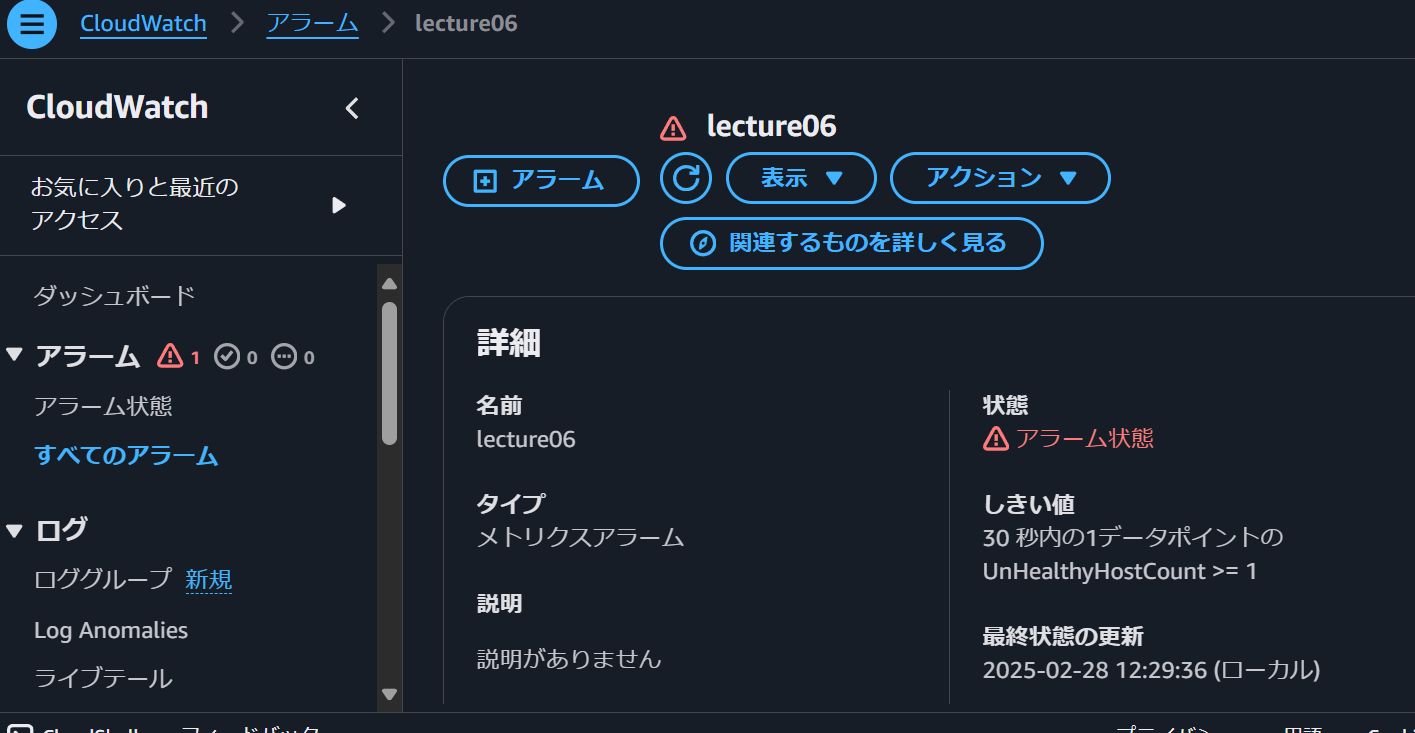 CloudWatch > アラーム > lecture06
CloudWatch
お気に入りと最近の
アクセス
ダッシュボード
アラーム 1 0 0
アラーム状態
すべてのアラーム
ログ
ロググループ 新規
Log Anomalies
ライブテール
lecture06
アラーム
表示
アクション
関連するものを詳しく見る
詳細
名前
lecture06
タイプ
メトリクスアラーム
説明
説明がありません
状態
アラーム状態
しきい値
30 秒内の1データポイントの
UnHealthyHostCount >= 1
最終状態の更新
2025-02-28 12:29:36 (ローカル)
CloudShell フィードバック